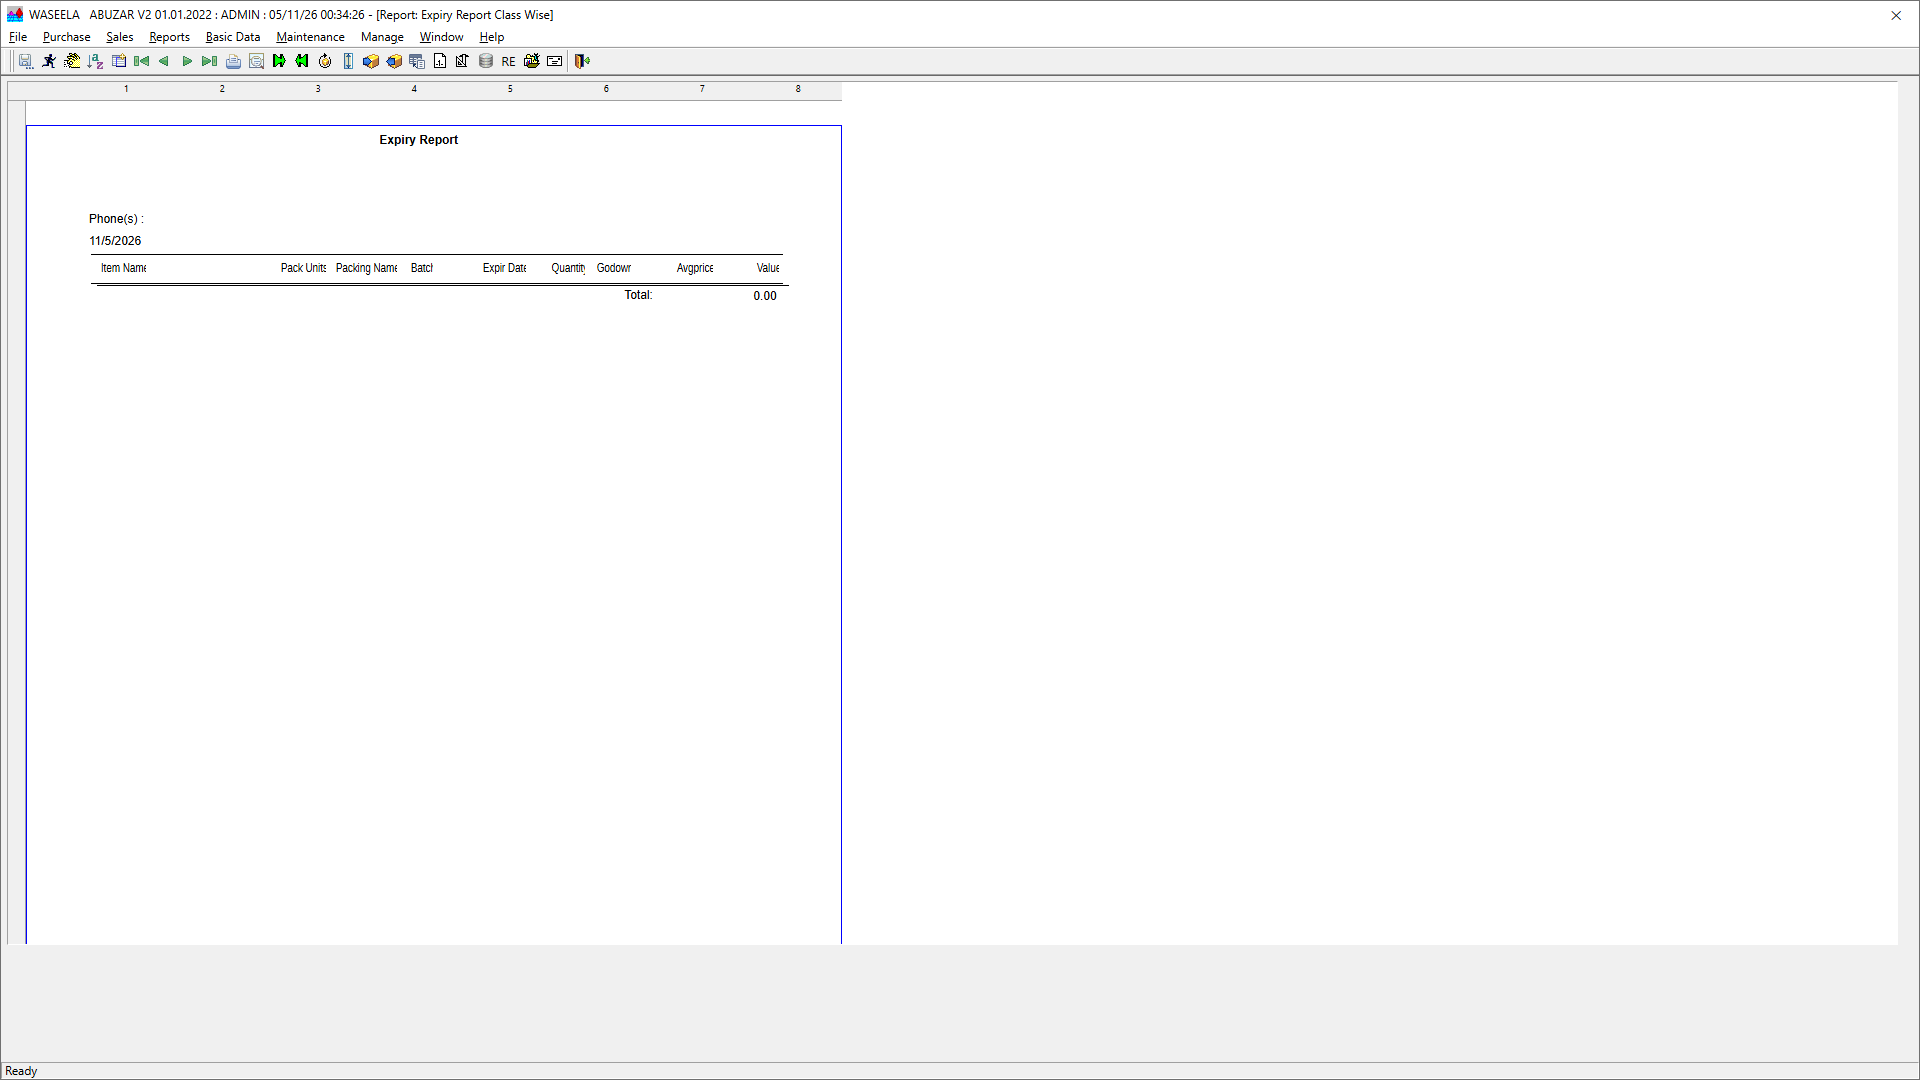 WASEELA ABUZAR V2 01.01.2022 : ADMIN : 05/11/26 00:34:26 - [Report: Expiry Report Class Wise]
File Purchase Sales Reports Basic Data Maintenance Manage Window Help
RE
1 2 3 4 5 6 7 8
Expiry Report
Phone(s) :
11/5/2026
Item Name Pack Units Packing Name Batch Expir Date Quantity Godown Avgprice Value
Total: 0.00
Ready